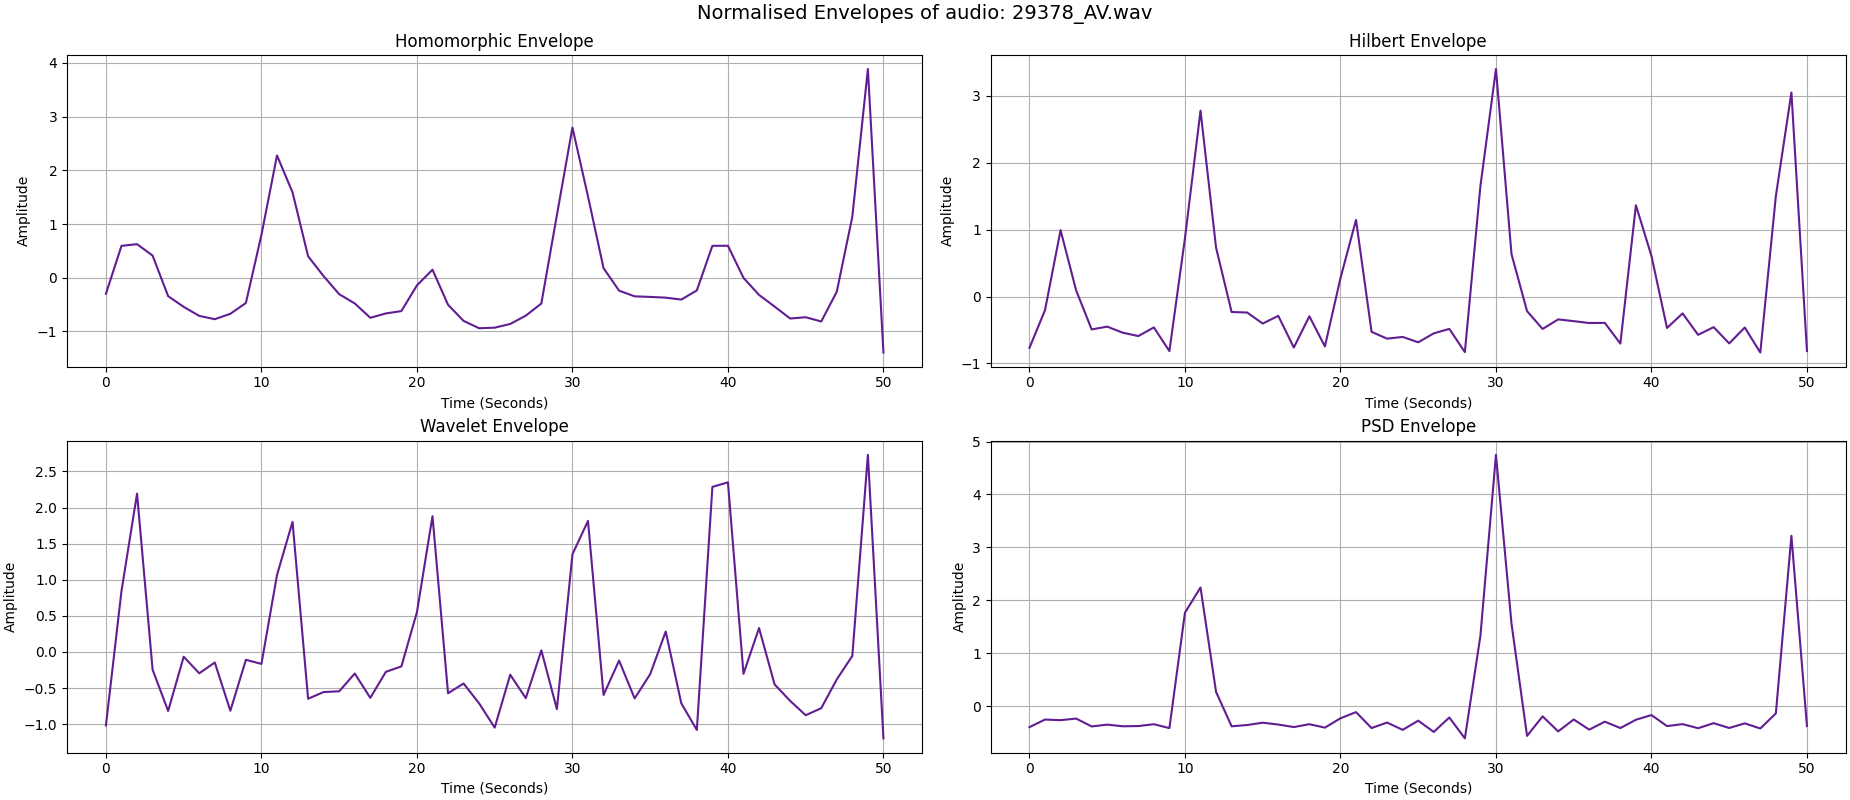 Normalised Envelopes of audio: 29378_AV.wav
Homomorphic Envelope
4
3
2
1
0
−1
Amplitude
0 10 20 30 40 50
Time (Seconds)
Hilbert Envelope
3
2
1
0
−1
Amplitude
0 10 20 30 40 50
Time (Seconds)
Wavelet Envelope
2.5
2.0
1.5
1.0
0.5
0.0
−0.5
−1.0
Amplitude
0 10 20 30 40 50
Time (Seconds)
PSD Envelope
5
4
3
2
1
0
Amplitude
0 10 20 30 40 50
Time (Seconds)